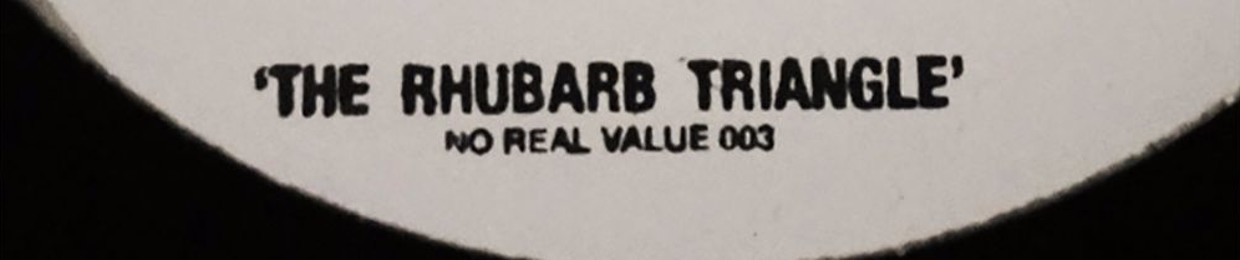 ‘THE RHUBARB TRIANGLE’
NO REAL VALUE 003